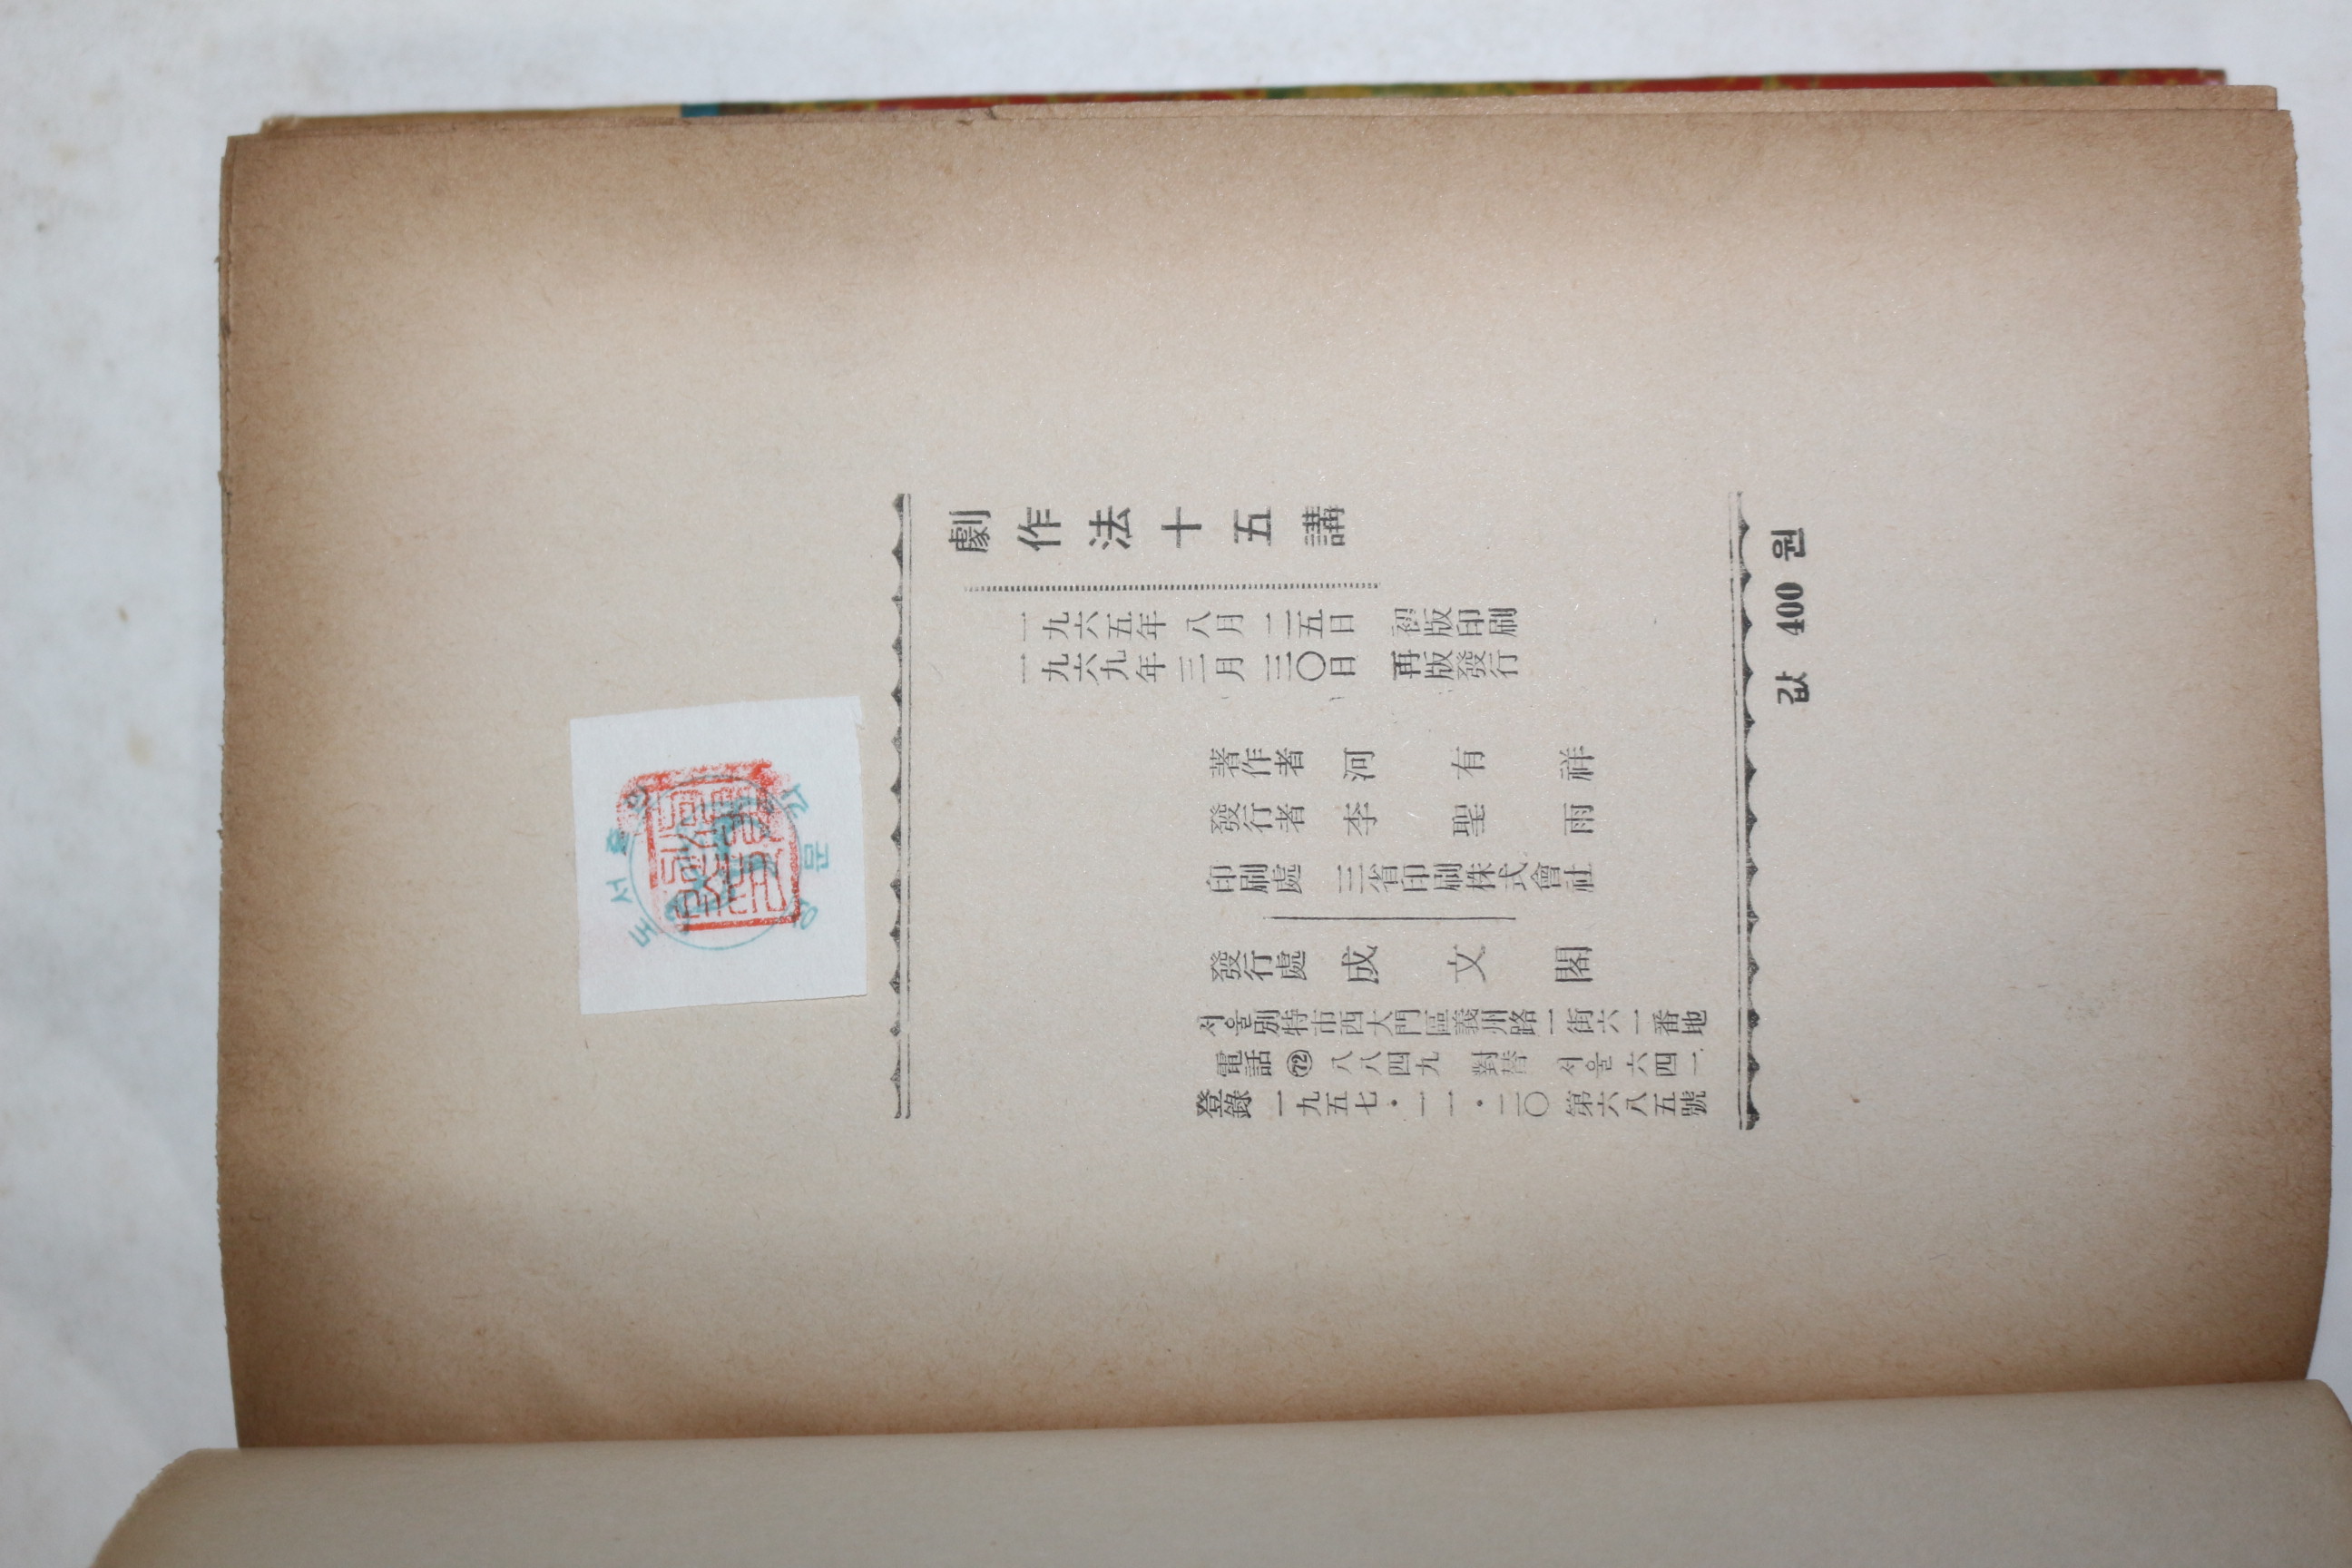 劇作法十五講
一九六五年 八月 二五日 初版印刷
一九六九年 三月 三〇日 再版發行
著作者 河有祥
發行者 李聖雨
印刷處 三省印刷株式會社
發行處 成文閣
서울特別市西大門區義州路一街六一番地
電話 ㉒ 八八四九 對替 서울 六四一
登錄 一九五七・一一・二〇 第六八五號
값 400 원